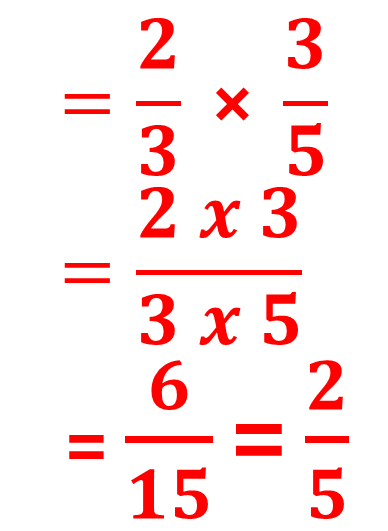 = 2/3 × 3/5
= 2 x 3 / 3 x 5
= 6/15 = 2/5